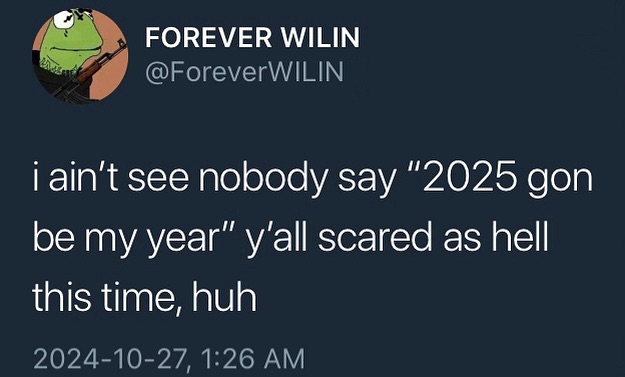 FOREVER WILIN
@ForeverWILIN
i ain’t see nobody say “2025 gon
be my year” y’all scared as hell
this time, huh
2024-10-27, 1:26 AM